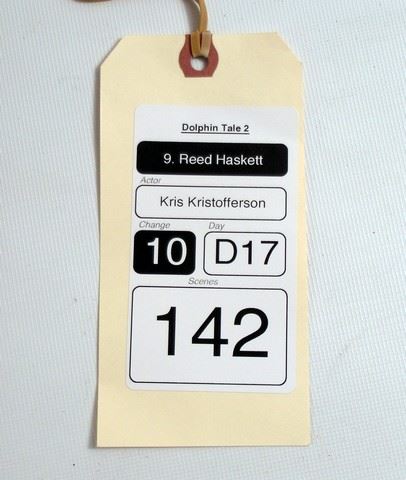 Dolphin Tale 2
9. Reed Haskett
Actor
Kris Kristofferson
Change Day
10 D17
Scenes
142